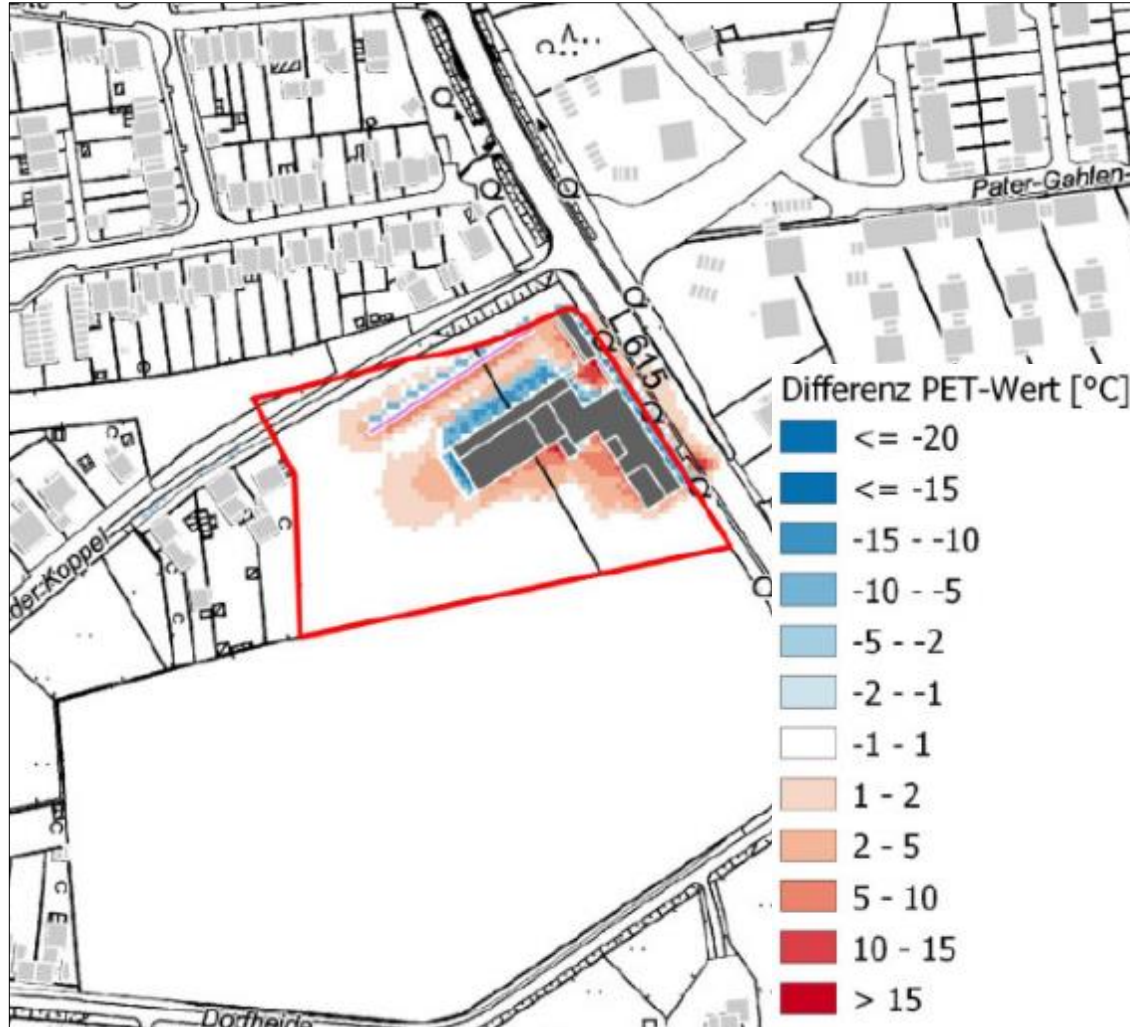 Pater-Gahlen-
615
Differenz PET-Wert [°C]
<= -20
<= -15
-15 - -10
-10 - -5
-5 - -2
-2 - -1
-1 - 1
1 - 2
2 - 5
5 - 10
10 - 15
> 15
der-Koppel
C
C
C
C
C
C
C
E
Dorfheide